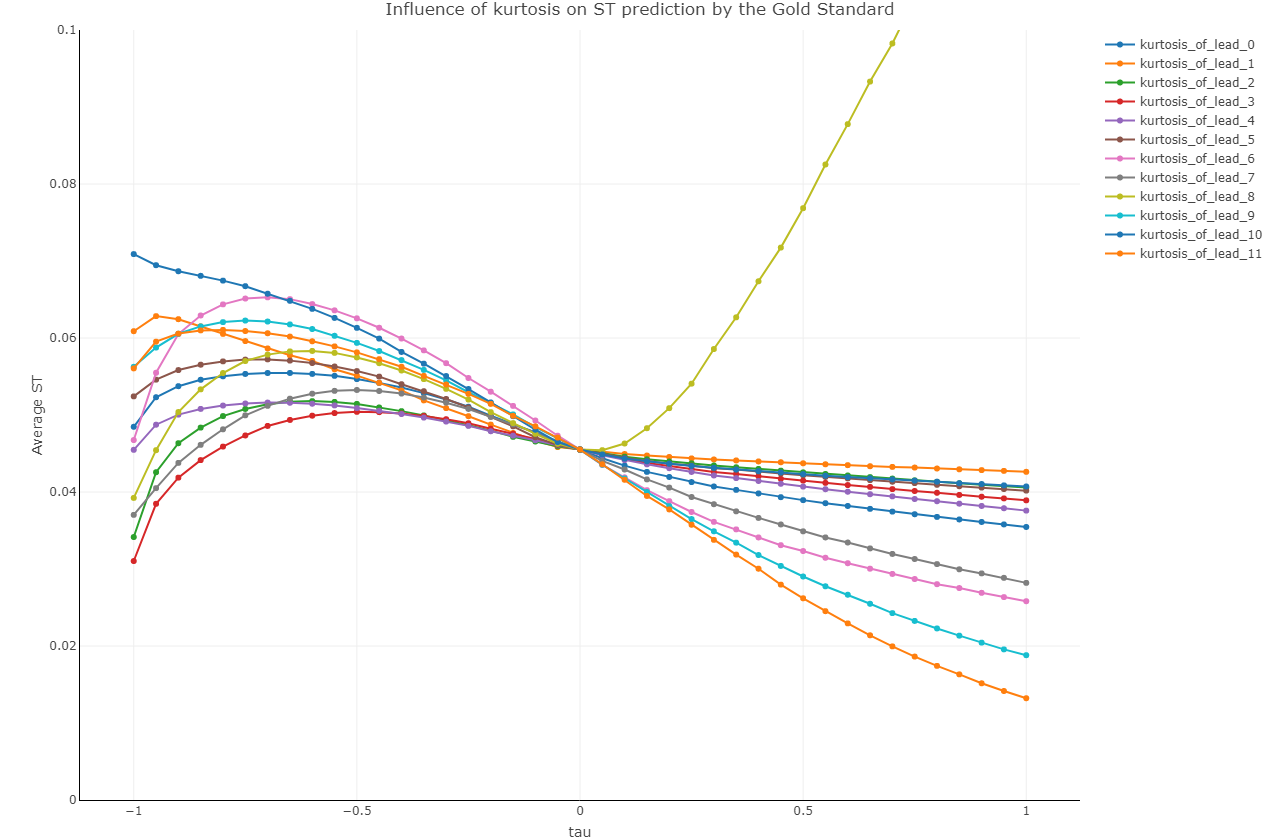 Influence of kurtosis on ST prediction by the Gold Standard
0.1
0.08
0.06
0.04
0.02
0
Average ST
−1
−0.5
0
0.5
1
tau
kurtosis_of_lead_0
kurtosis_of_lead_1
kurtosis_of_lead_2
kurtosis_of_lead_3
kurtosis_of_lead_4
kurtosis_of_lead_5
kurtosis_of_lead_6
kurtosis_of_lead_7
kurtosis_of_lead_8
kurtosis_of_lead_9
kurtosis_of_lead_10
kurtosis_of_lead_11